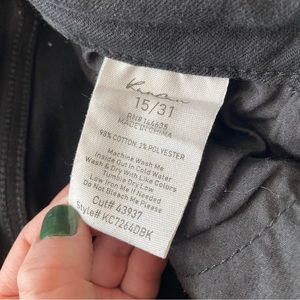 KanCan
15/31
RN# 144635
MADE IN CHINA
98% COTTON, 2% POLYESTER
Machine Wash Me
Inside Out In Cold Water
Wash & Dry With Like Colors
Tumble Dry Low
Low Iron Me If Needed
Do Not Bleach Me Please
Cut# 43937
Style# KC7264DBK